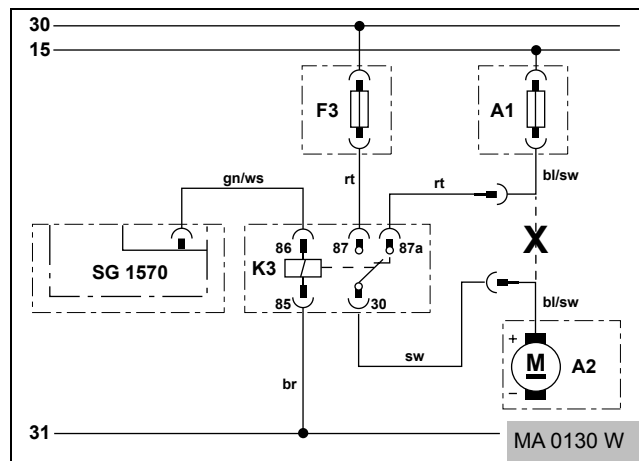 30
15
F3
A1
gn/ws
rt
rt
bl/sw
86
87
87a
X
SG 1570
K3
85
30
bl/sw
+
M
A2
sw
–
br
31
MA 0130 W